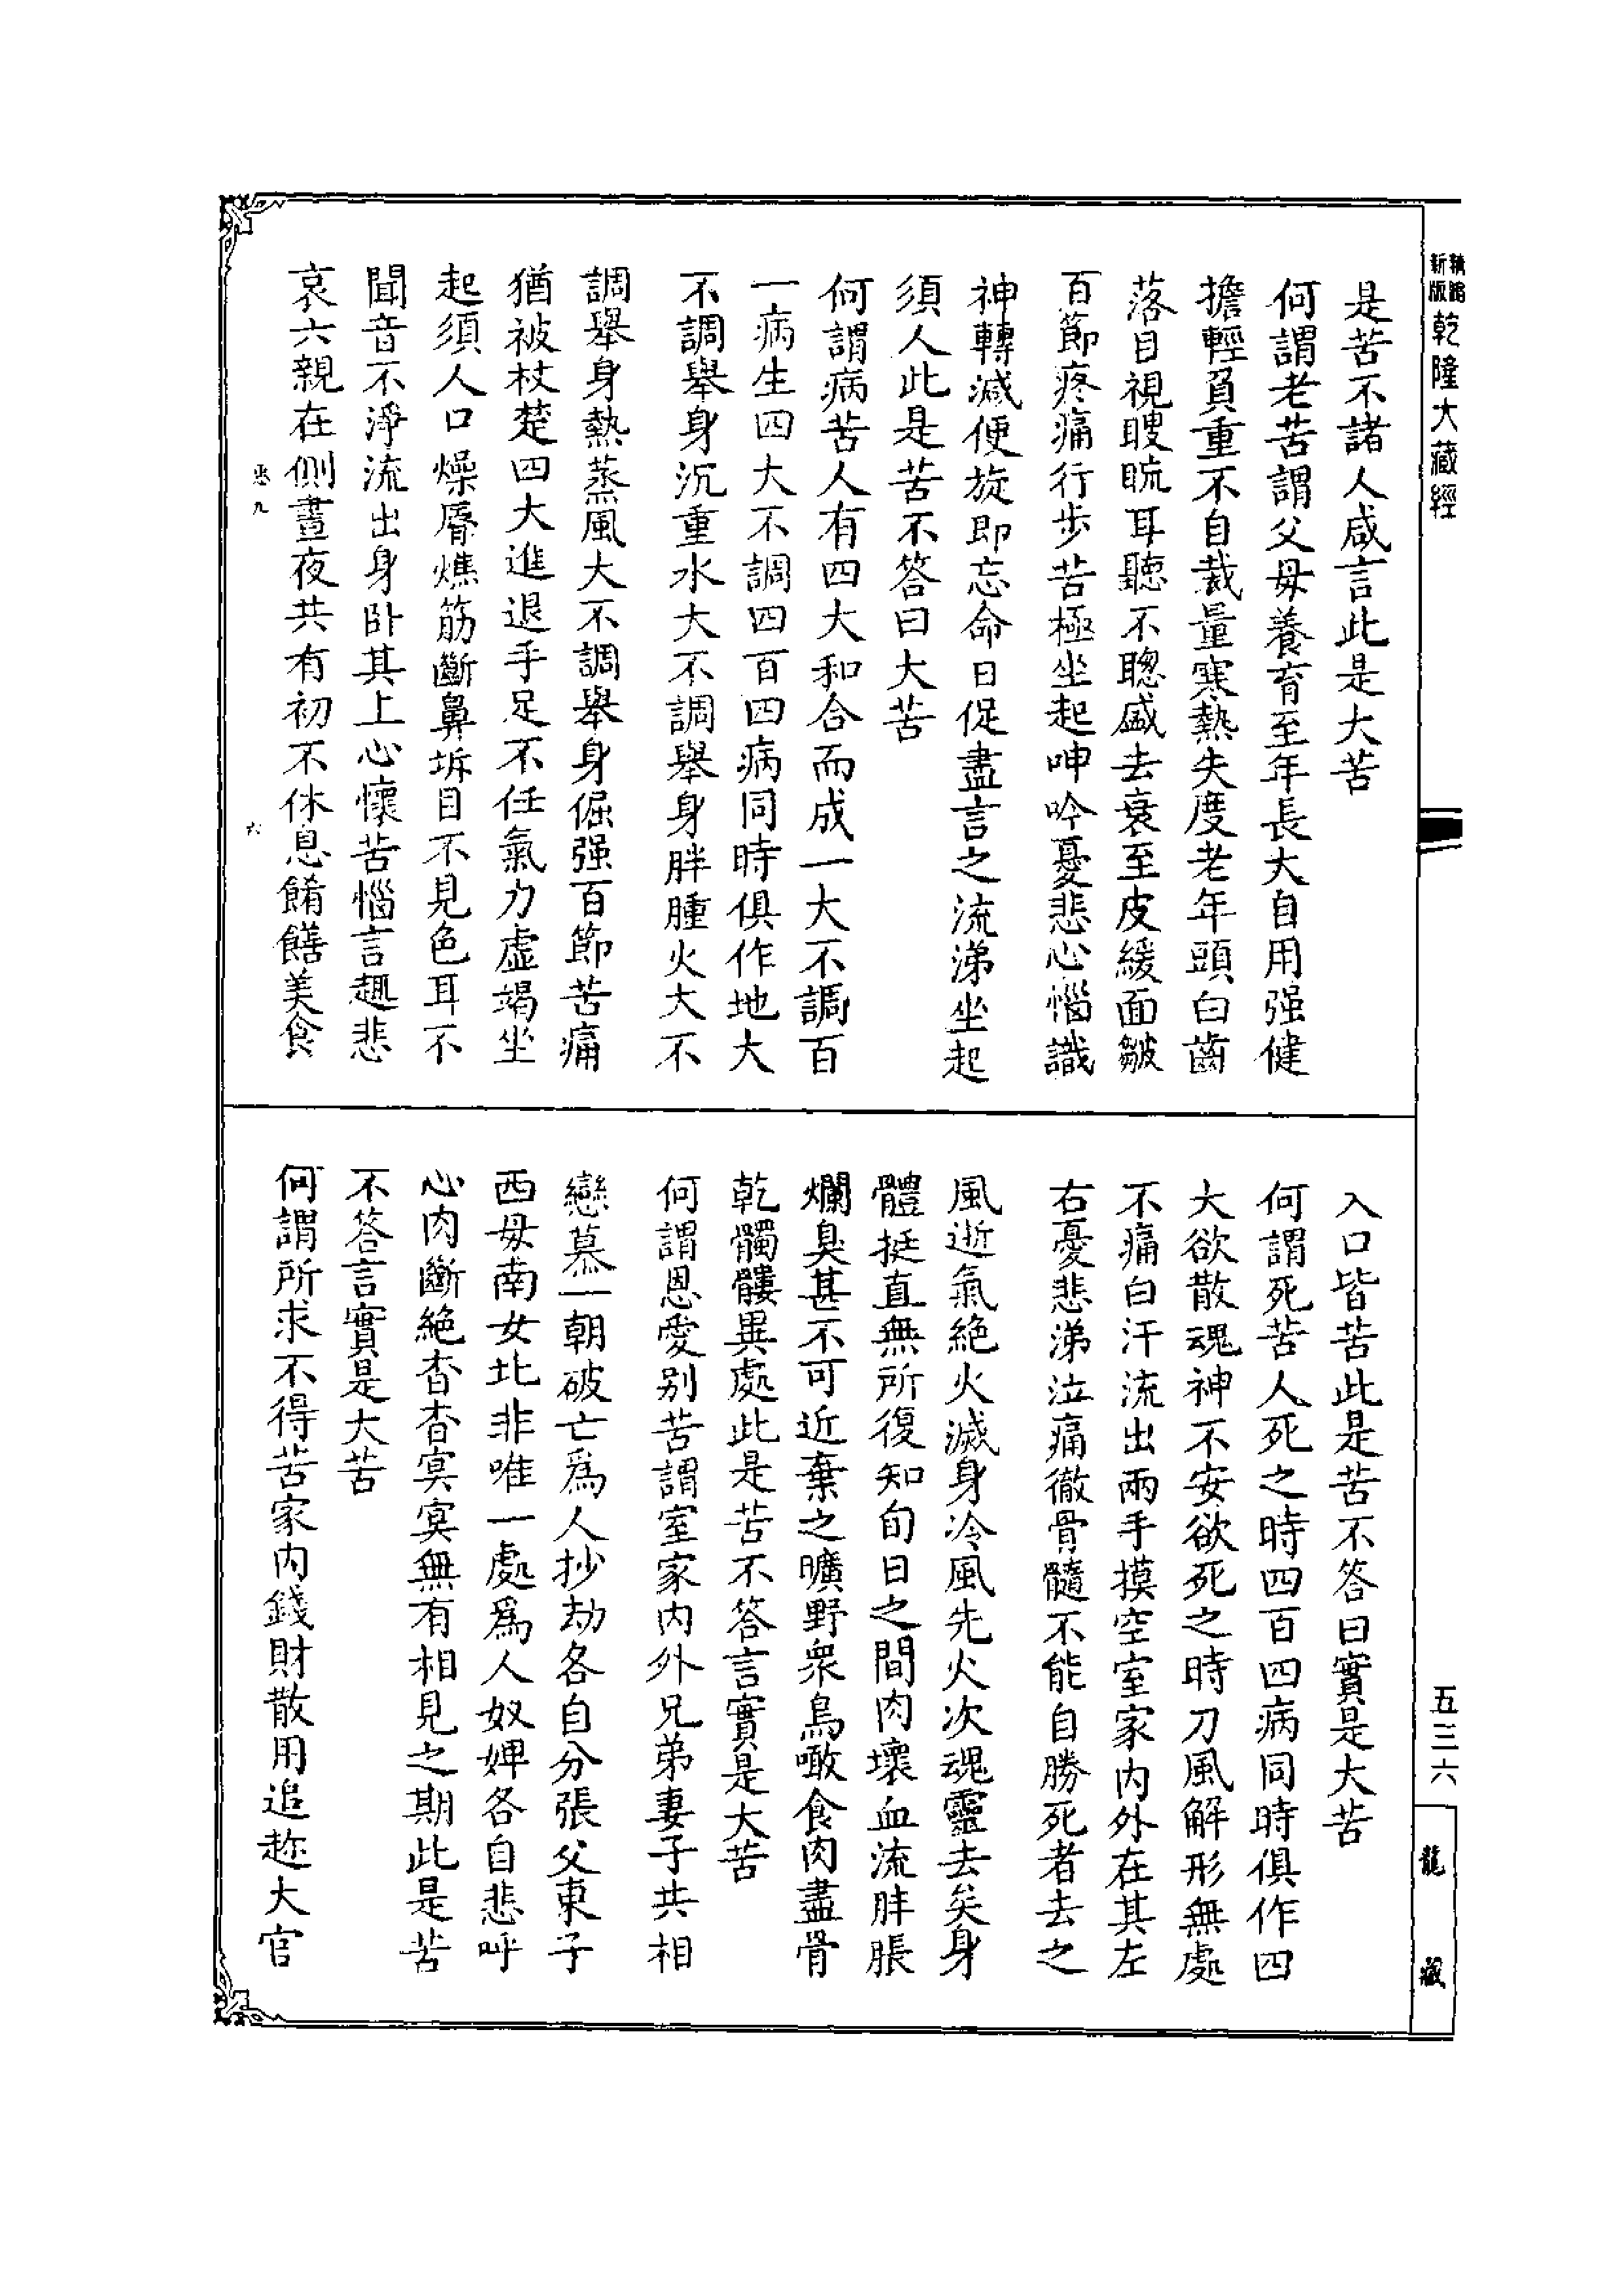 新版
乾隆大藏經
五三六
龍藏
是苦不諸人咸言此是大苦
何謂老苦謂父母養育至年長大自用强健
擔輕負重不自裁量寒熱失度老年頭白齒
落目視𥈟䀮耳聽不聰盛去衰至皮緩面皺
百節疼痛行步苦極坐起呻吟憂悲心惱識
神轉減便旋即忘命日促盡言之流涕坐起
須人此是苦不答曰大苦
何謂病苦人有四大和合而成一大不調百
一病生四大不調四百四病同時俱作地大
不調舉身沉重水大不調舉身胖腫火大不
調舉身熱蒸風大不調舉身倔强百節苦痛
猶被杖楚四大進退手足不任氣力虛竭坐
起須人口燥脣燋筋斷鼻坼目不見色耳不
聞音不淨流出身卧其上心懷苦惱言趣悲
哀六親在側晝夜共有初不休息餚饍美食
入口皆苦此是苦不答曰實是大苦
何謂死苦人死之時四百四病同時俱作四
大欲散魂神不安欲死之時刀風解形無處
不痛白汗流出兩手摸空室家內外在其左
右憂悲涕泣痛徹骨髓不能自勝死者去之
風逝氣絕火滅身冷風先火次魂靈去矣身
體挺直無所復知旬日之間肉壞血流胖脹
爛臭甚不可近棄之曠野衆鳥噉食肉盡骨
乾髑髏異處此是苦不答言實是大苦
何謂恩愛别苦謂室家內外兄弟妻子共相
戀慕一朝破亡爲人抄劫各自分張父東子
西母南女北非唯一處爲人奴婢各自悲呼
心肉斷絕杳杳冥冥無有相見之期此是苦
不答言實是大苦
何謂所求不得苦家內錢財散用追趂大官
六